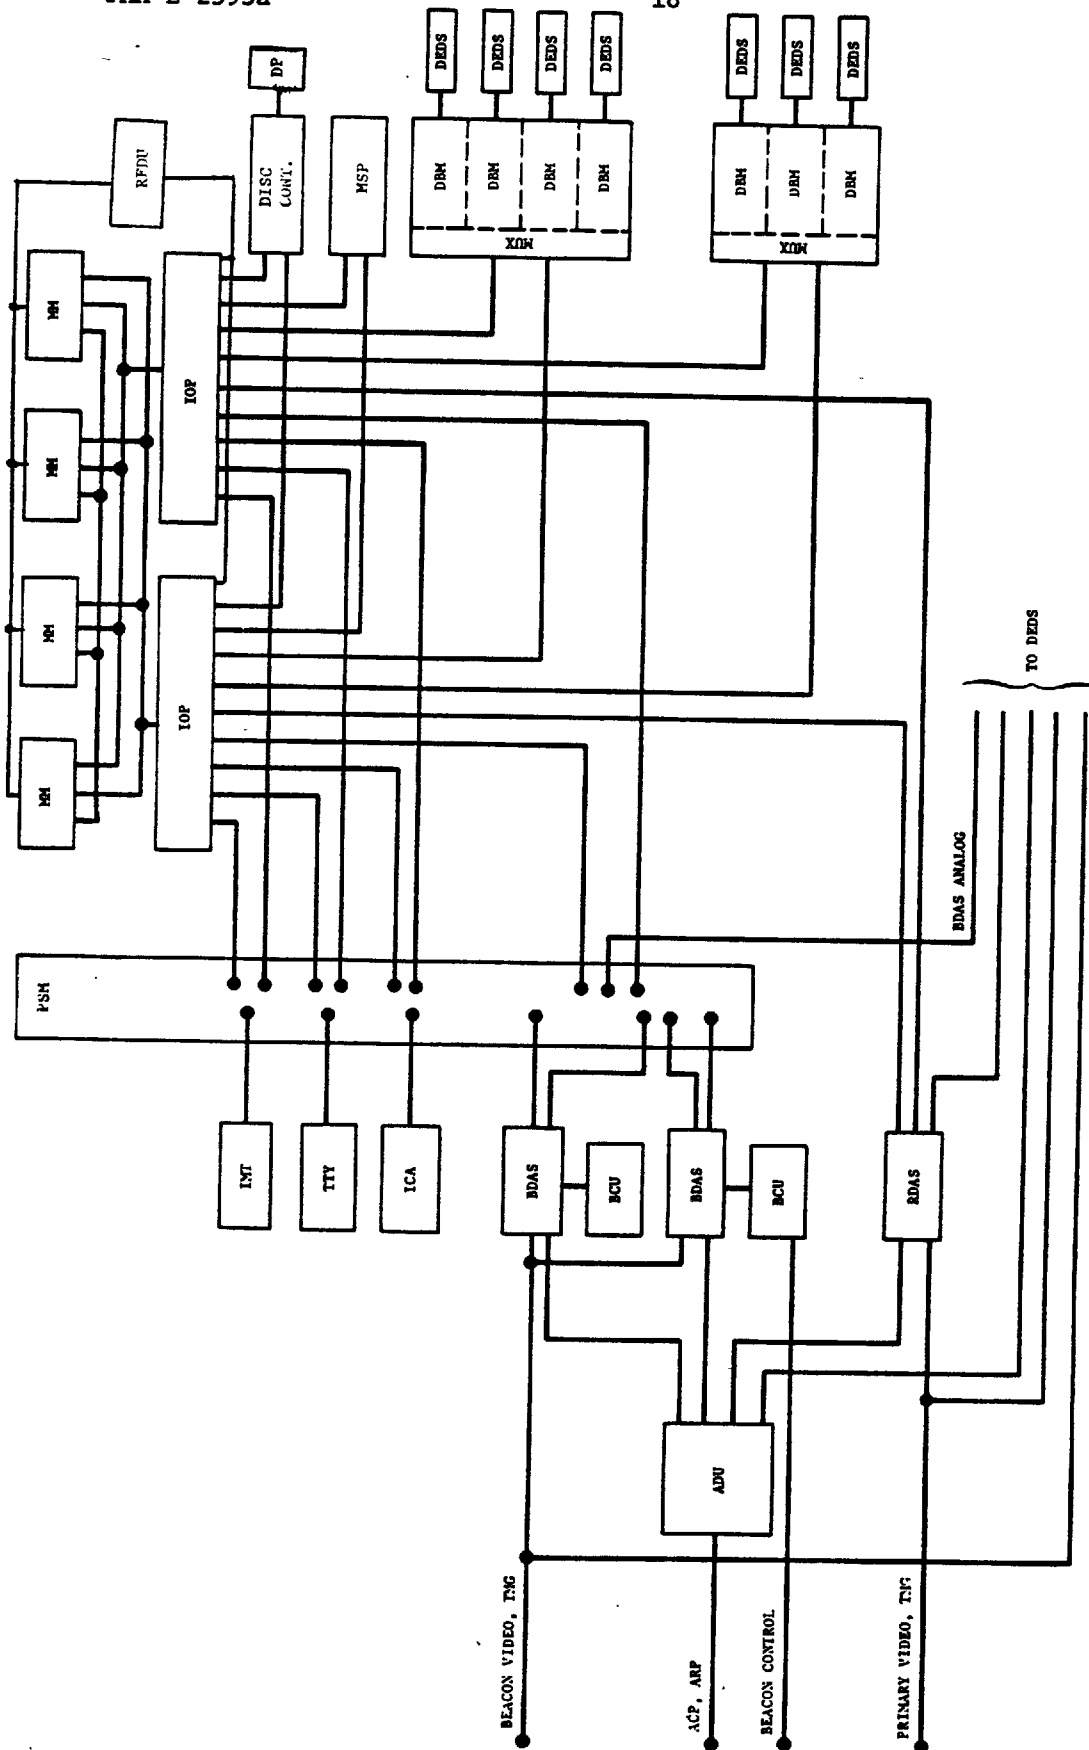 18
DP
DEDS
DEDS
DEDS
DEDS
DEDS
DEDS
DEDS
RFDU
DISC
CONT.
MSP
DBM
DBM
DBM
DBM
MUX
DBM
DBM
DBM
MUX
MM
MM
MM
MM
IOP
IOP
TO DEDS
BDAS ANALOG
PSM
IMT
TTY
ICA
BDAS
BCU
BDAS
BCU
RDAS
ADU
BEACON VIDEO, TMG
ACP, ARP
BEACON CONTROL
PRIMARY VIDEO, TMG